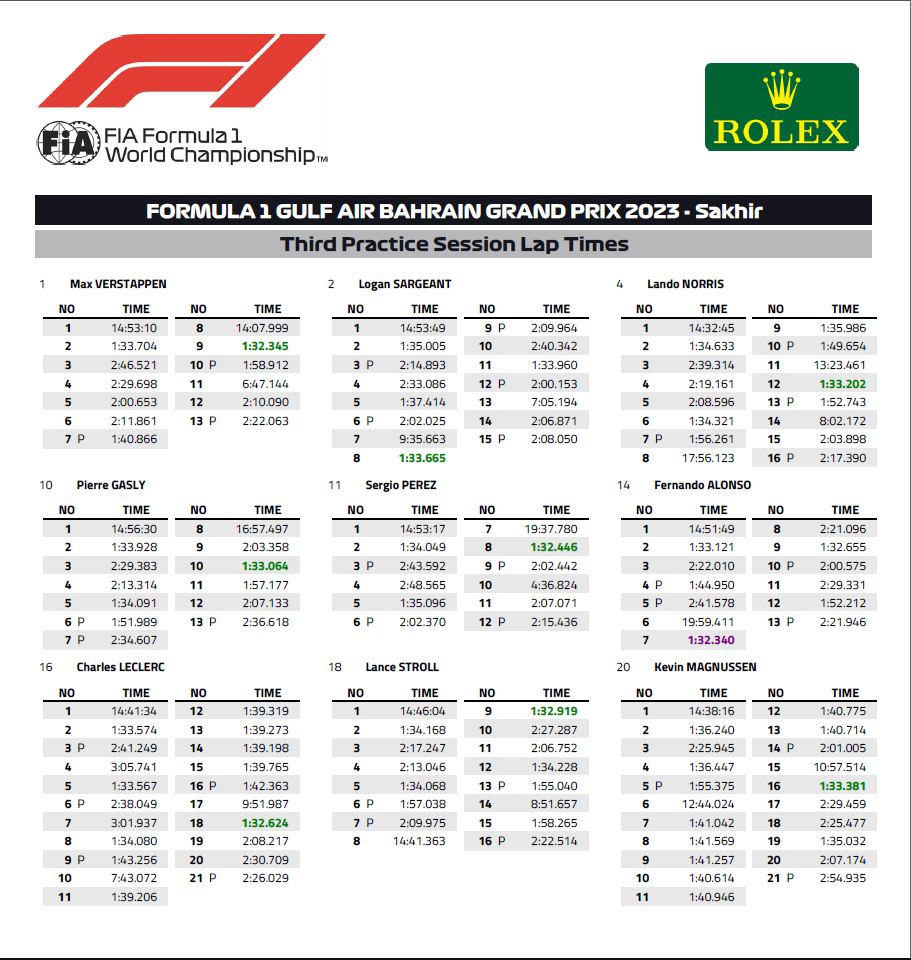 FIA
FIA Formula 1
World Championship™
ROLEX
FORMULA 1 GULF AIR BAHRAIN GRAND PRIX 2023 - Sakhir
Third Practice Session Lap Times
1 Max VERSTAPPEN
NO TIME NO TIME
1 14:53:10 8 14:07.999
2 1:33.704 9 1:32.345
3 2:46.521 10 P 1:58.912
4 2:29.698 11 6:47.144
5 2:00.653 12 2:10.090
6 2:11.861 13 P 2:22.063
7 P 1:40.866
2 Logan SARGEANT
NO TIME NO TIME
1 14:53:49 9 P 2:09.964
2 1:35.005 10 2:40.342
3 P 2:14.893 11 1:33.960
4 2:33.086 12 P 2:00.153
5 1:37.414 13 7:05.194
6 P 2:02.025 14 2:06.871
7 9:35.663 15 P 2:08.050
8 1:33.665
4 Lando NORRIS
NO TIME NO TIME
1 14:32:45 9 1:35.986
2 1:34.633 10 P 1:49.654
3 2:39.314 11 13:23.461
4 2:19.161 12 1:33.202
5 2:08.596 13 P 1:52.743
6 1:34.321 14 8:02.172
7 P 1:56.261 15 2:03.898
8 17:56.123 16 P 2:17.390
10 Pierre GASLY
NO TIME NO TIME
1 14:56:30 8 16:57.497
2 1:33.928 9 2:03.358
3 2:29.383 10 1:33.064
4 2:13.314 11 1:57.177
5 1:34.091 12 2:07.133
6 P 1:51.989 13 P 2:36.618
7 P 2:34.607
11 Sergio PEREZ
NO TIME NO TIME
1 14:53:17 7 19:37.780
2 1:34.049 8 1:32.446
3 P 2:43.592 9 P 2:02.442
4 2:48.565 10 4:36.824
5 1:35.096 11 2:07.071
6 P 2:02.370 12 P 2:15.436
14 Fernando ALONSO
NO TIME NO TIME
1 14:51:49 8 2:21.096
2 1:33.121 9 1:32.655
3 2:22.010 10 P 2:00.575
4 P 1:44.950 11 2:29.331
5 P 2:41.578 12 1:52.212
6 19:59.411 13 P 2:21.946
7 1:32.340
16 Charles LECLERC
NO TIME NO TIME
1 14:41:34 12 1:39.319
2 1:33.574 13 1:39.273
3 P 2:41.249 14 1:39.198
4 3:05.741 15 1:39.765
5 1:33.567 16 P 1:42.363
6 P 2:38.049 17 9:51.987
7 3:01.937 18 1:32.624
8 1:34.080 19 2:08.217
9 P 1:43.256 20 2:30.709
10 7:43.072 21 P 2:26.029
11 1:39.206
18 Lance STROLL
NO TIME NO TIME
1 14:46:04 9 1:32.919
2 1:34.168 10 2:27.287
3 2:17.247 11 2:06.752
4 2:13.046 12 1:34.228
5 1:34.068 13 P 1:55.040
6 P 1:57.038 14 8:51.657
7 P 2:09.975 15 1:58.265
8 14:41.363 16 P 2:22.514
20 Kevin MAGNUSSEN
NO TIME NO TIME
1 14:38:16 12 1:40.775
2 1:36.240 13 1:40.714
3 2:25.945 14 P 2:01.005
4 1:36.447 15 10:57.514
5 P 1:55.375 16 1:33.381
6 12:44.024 17 2:29.459
7 1:41.042 18 2:25.477
8 1:41.569 19 1:35.032
9 1:41.257 20 2:07.174
10 1:40.614 21 P 2:54.935
11 1:40.946